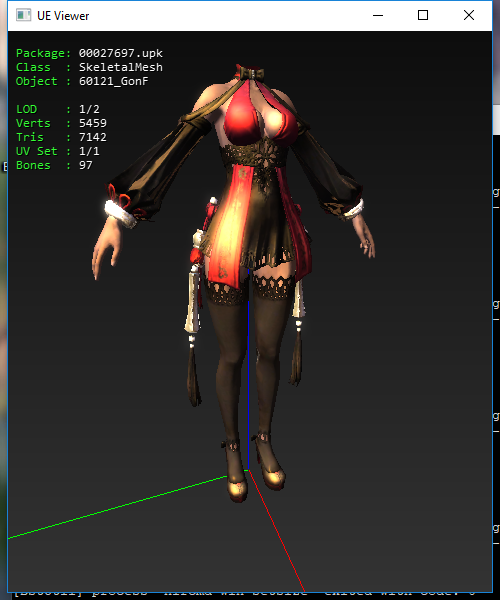 UE Viewer
Package: 00027697.upk
Class : SkeletalMesh
Object : 60121_GonF
LOD : 1/2
Verts : 5459
Tris : 7142
UV Set : 1/1
Bones : 97